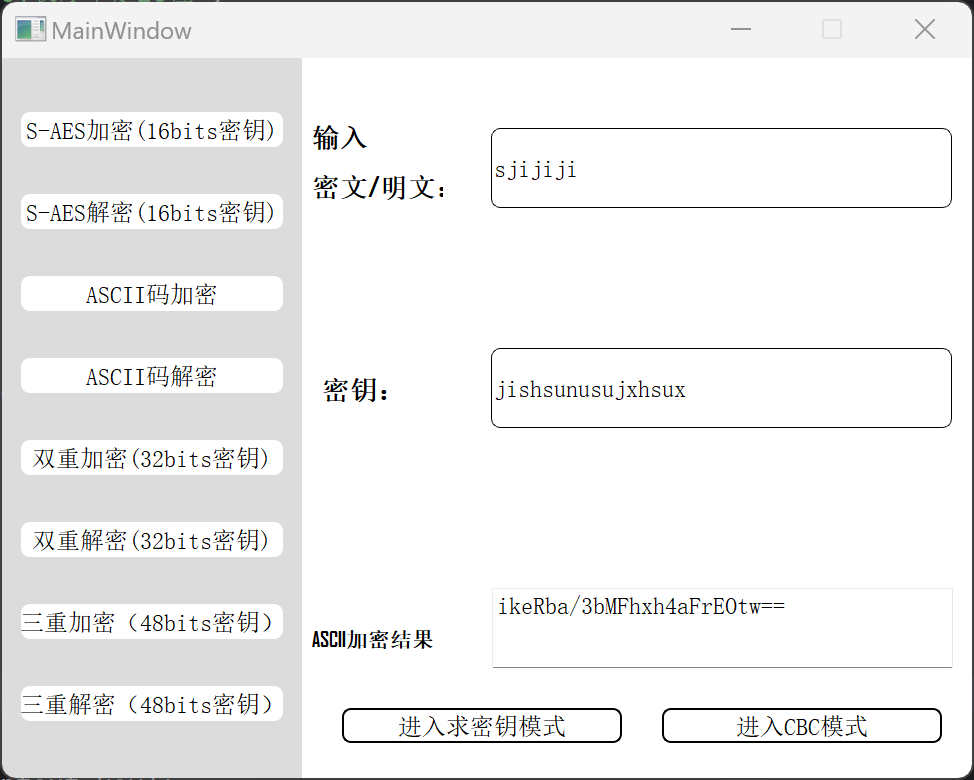 MainWindow
S-AES加密(16bits密钥)
S-AES解密(16bits密钥)
ASCII码加密
ASCII码解密
双重加密(32bits密钥)
双重解密(32bits密钥)
三重加密（48bits密钥）
三重解密（48bits密钥）
输入
密文/明文：
sjijiji
密钥：
jishsunusujxhsux
ASCII加密结果
ikeRba/3bMFhxh4aFrEOtw==
进入求密钥模式
进入CBC模式